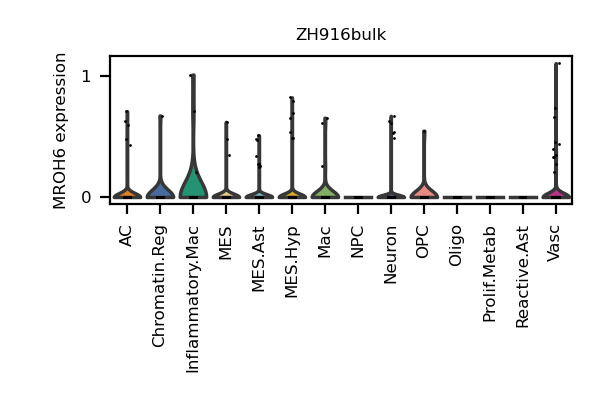 ZH916bulk
MROH6 expression
1
0
AC
Chromatin.Reg
Inflammatory.Mac
MES
MES.Ast
MES.Hyp
Mac
NPC
Neuron
OPC
Oligo
Prolif.Metab
Reactive.Ast
Vasc